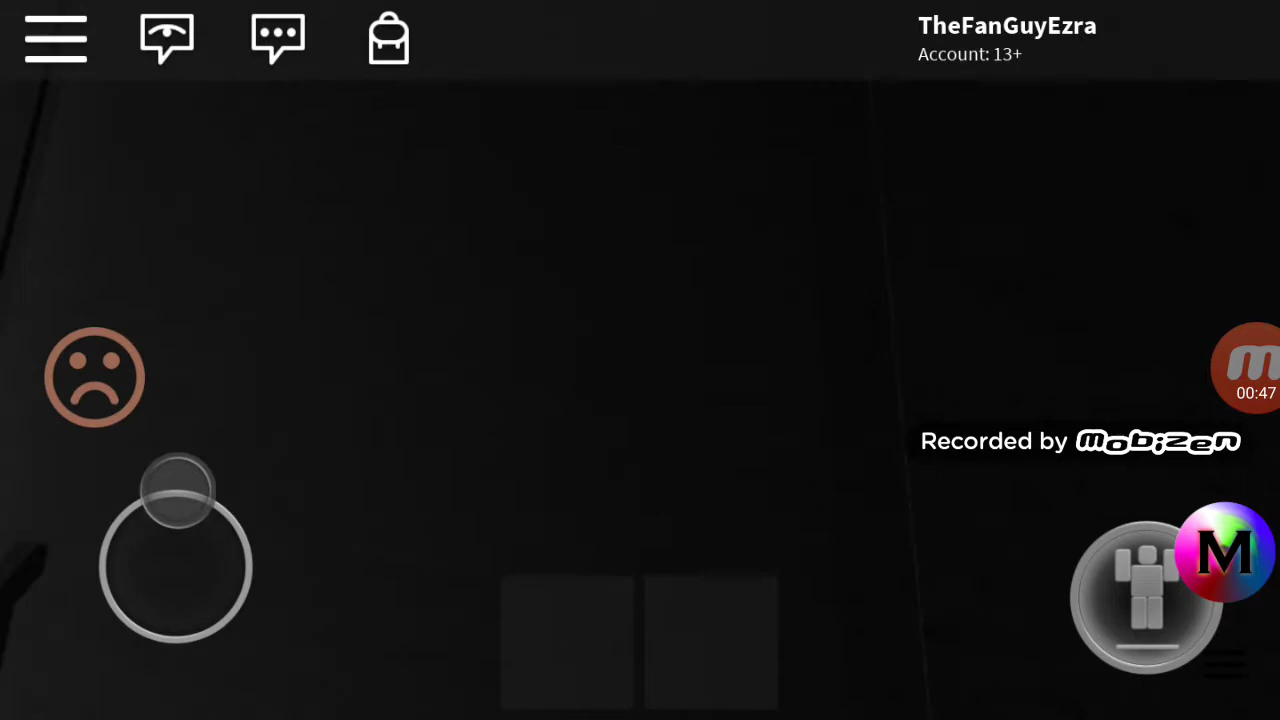 TheFanGuyEzra
Account: 13+
00:47
Recorded by mobizen
M